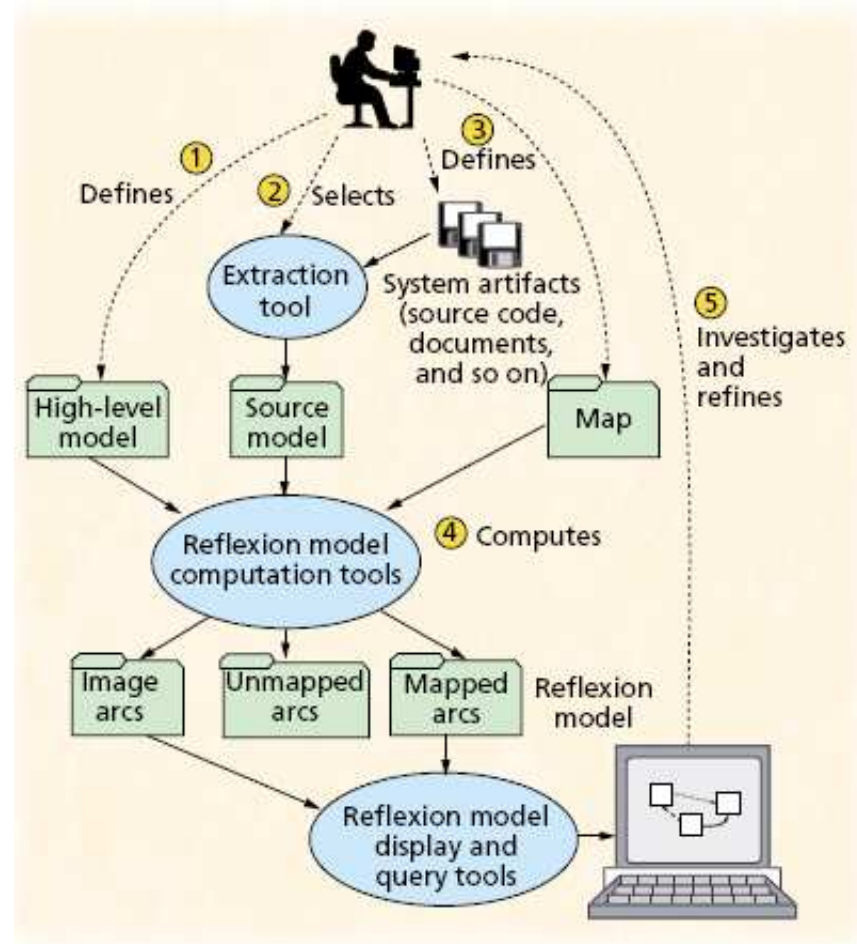 1
Defines
2
Selects
3
Defines
Extraction
tool
System artifacts
(source code,
documents,
and so on)
5
Investigates
and
refines
High-level
model
Source
model
Map
Reflexion model
computation tools
4 Computes
Image
arcs
Unmapped
arcs
Mapped
arcs
Reflexion
model
Reflexion model
display and
query tools